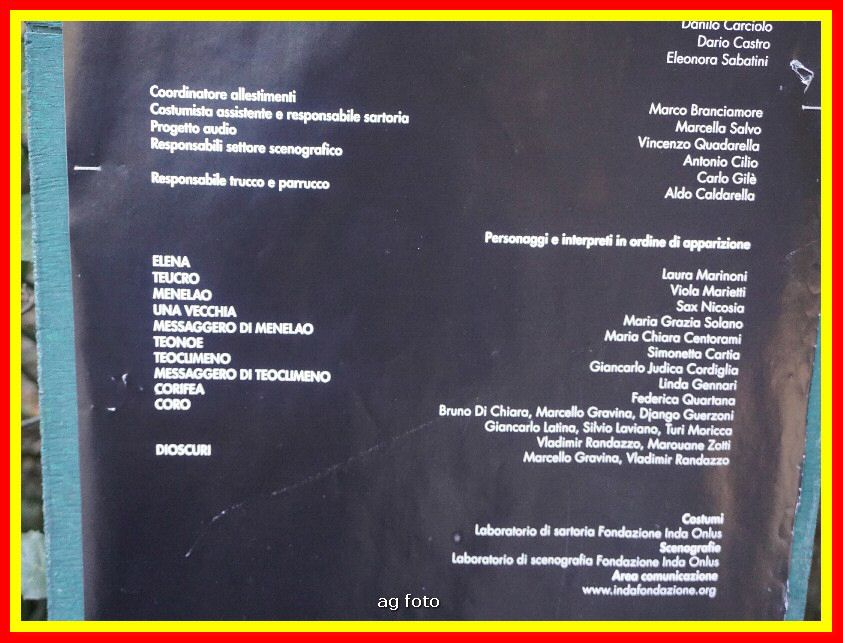 Danilo Carciolo
Dario Castro
Eleonora Sabatini
Coordinatore allestimenti Marco Branciamore
Costumista assistente e responsabile sartoria Marcella Salvo
Progetto audio Vincenzo Quadarella
Responsabili settore scenografico Antonio Cilio
Carlo Gilè
Responsabile trucco e parrucco Aldo Caldarella
Personaggi e interpreti in ordine di apparizione
ELENA Laura Marinoni
TEUCRO Viola Marietti
MENELAO Sax Nicosia
UNA VECCHIA Maria Grazia Solano
MESSAGGERO DI MENELAO Maria Chiara Centorami
TEONOE Simonetta Cartia
TEOCLIMENO Giancarlo Judica Cordiglia
MESSAGGERO DI TEOCLIMENO Linda Gennari
CORIFEA Federica Quartana
CORO Bruno Di Chiara, Marcello Gravina, Django Guerzoni
Giancarlo Latina, Silvio Laviano, Turi Moricca
Vladimir Randazzo, Marouane Zotti
DIOSCURI Marcello Gravina, Vladimir Randazzo
Costumi
Laboratorio di sartoria Fondazione Inda Onlus
Scenografie
Laboratorio di scenografia Fondazione Inda Onlus
Area comunicazione
www.indafondazione.org
ag foto